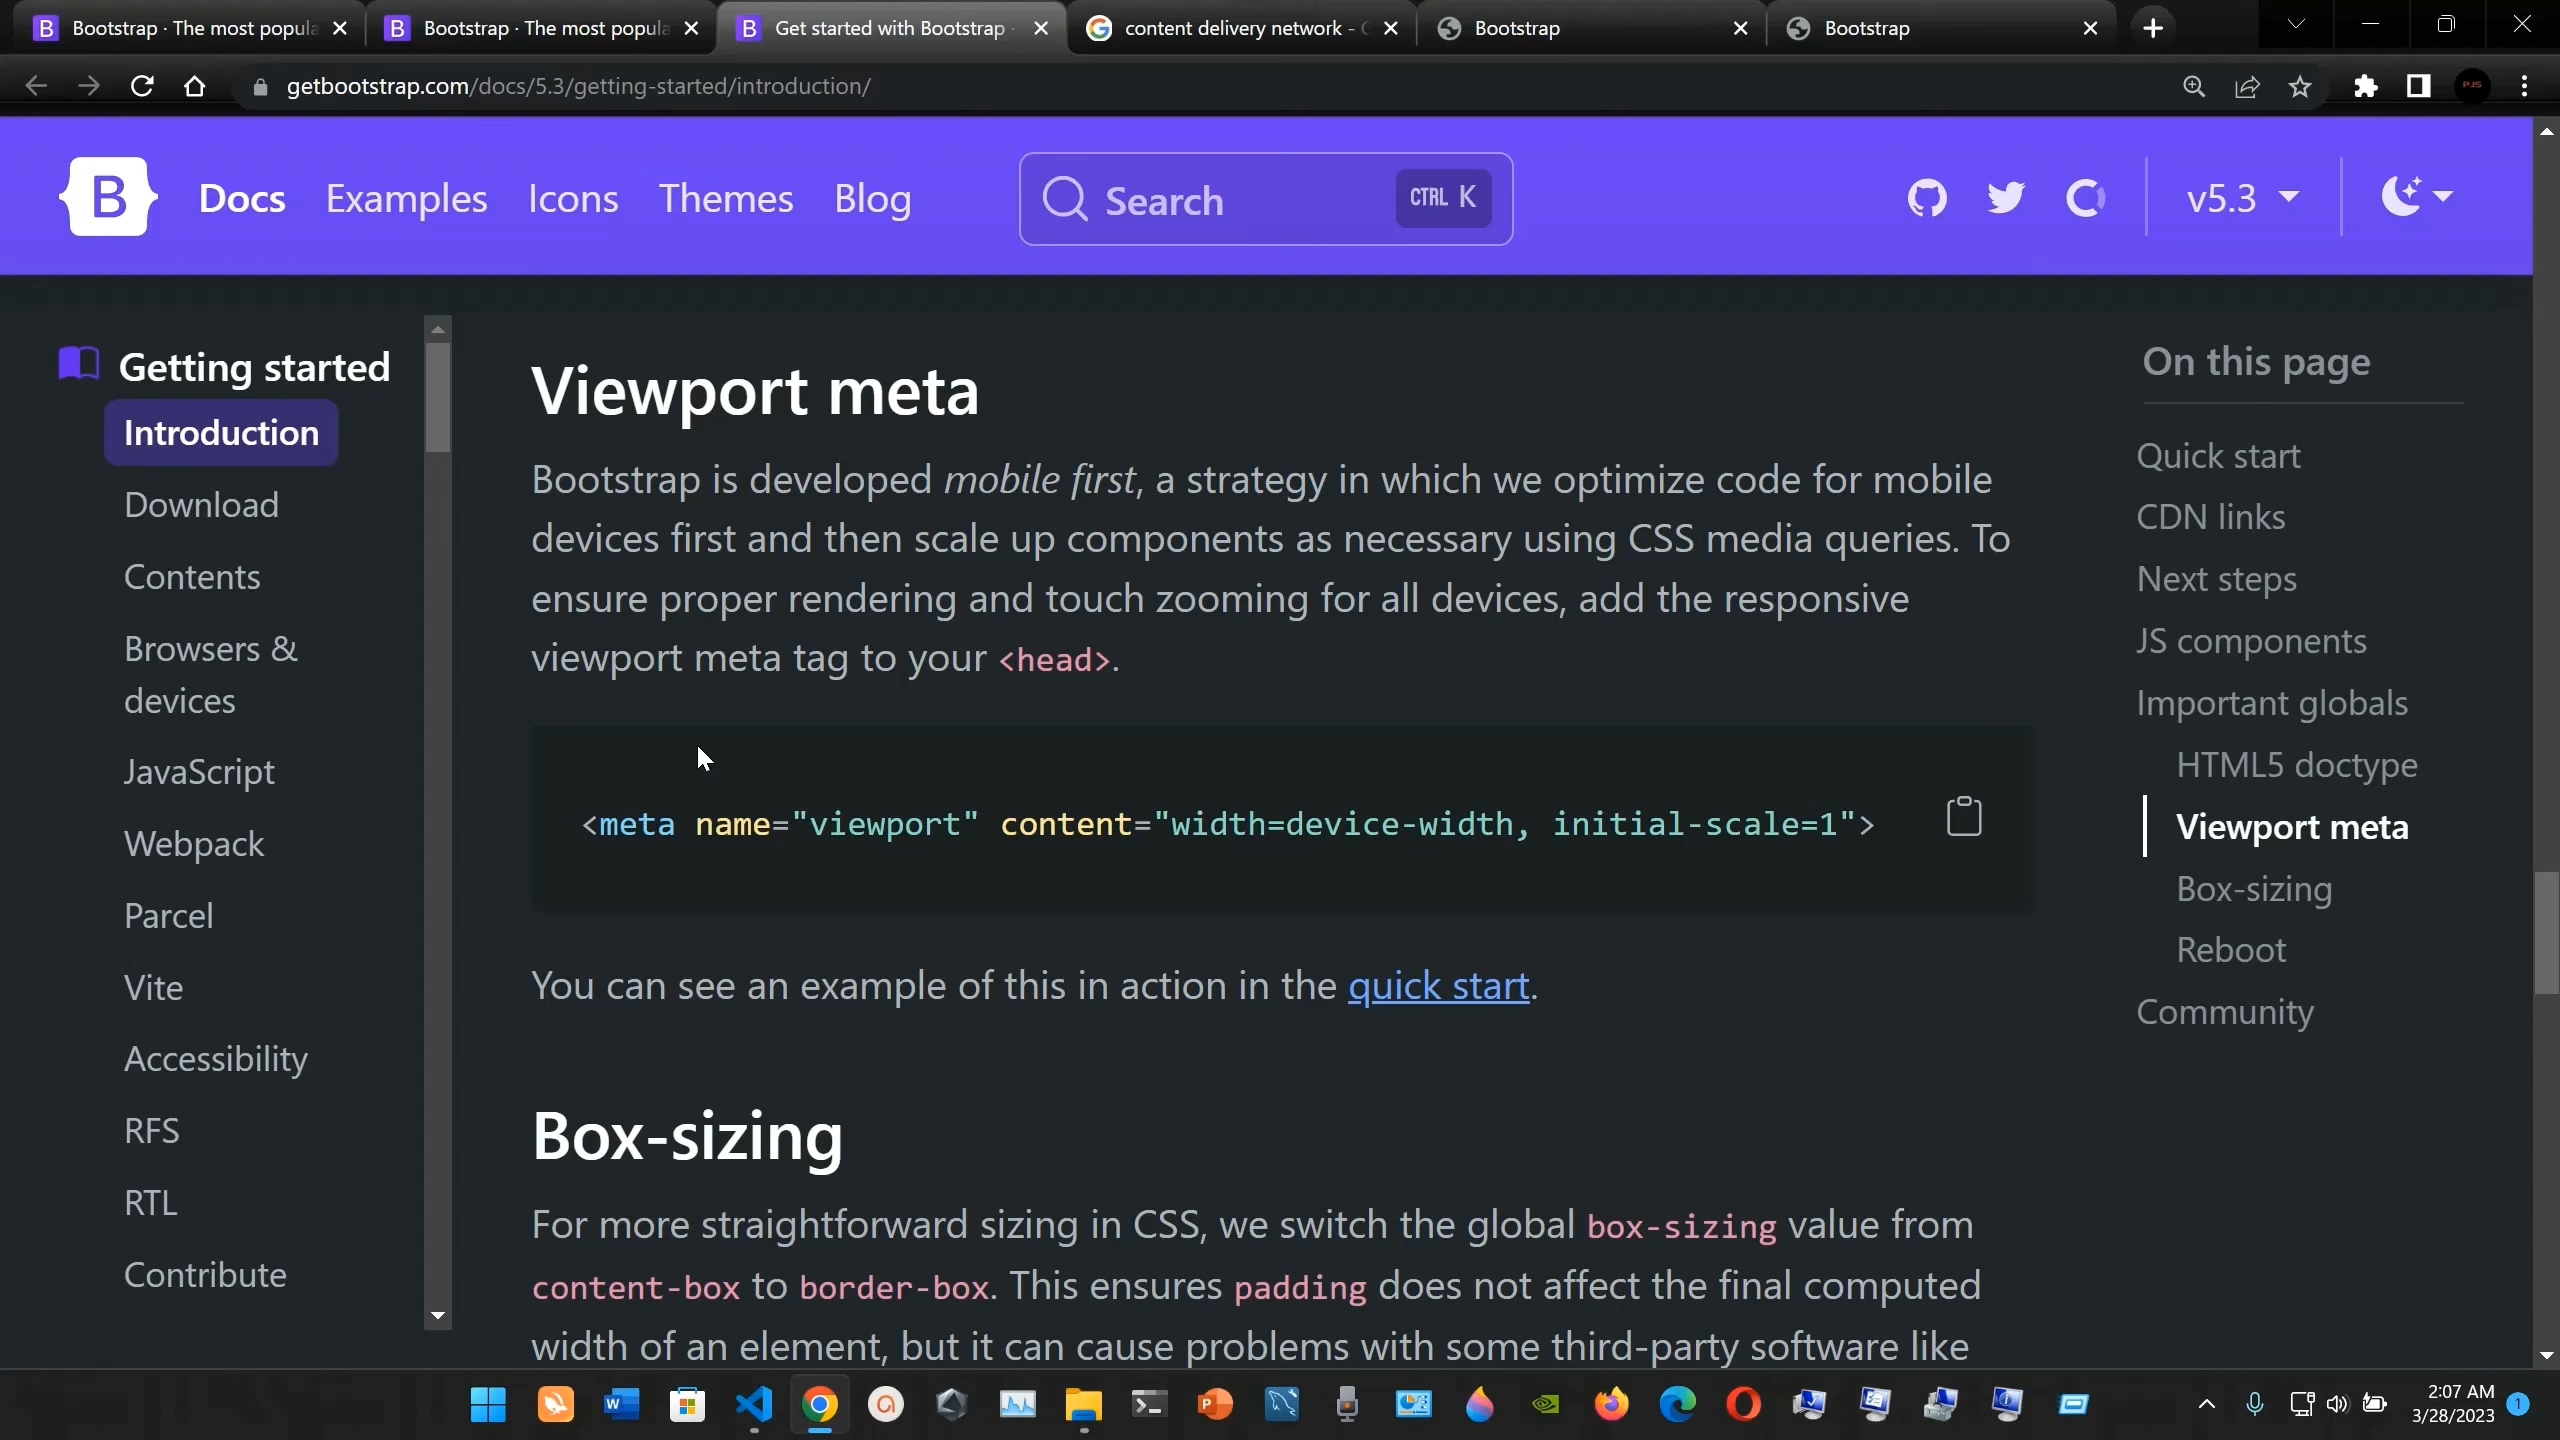 Bootstrap · The most popula
Bootstrap · The most popula
Get started with Bootstrap
content delivery network -
Bootstrap
Bootstrap
getbootstrap.com/docs/5.3/getting-started/introduction/
PJS
B
Docs
Examples
Icons
Themes
Blog
Search
CTRL K
v5.3
Getting started
Introduction
Download
Contents
Browsers &
devices
JavaScript
Webpack
Parcel
Vite
Accessibility
RFS
RTL
Contribute
Viewport meta
Bootstrap is developed mobile first, a strategy in which we optimize code for mobile
devices first and then scale up components as necessary using CSS media queries. To
ensure proper rendering and touch zooming for all devices, add the responsive
viewport meta tag to your <head>.
<meta name="viewport" content="width=device-width, initial-scale=1">
You can see an example of this in action in the quick start.
Box-sizing
For more straightforward sizing in CSS, we switch the global box-sizing value from
content-box to border-box. This ensures padding does not affect the final computed
width of an element, but it can cause problems with some third-party software like
On this page
Quick start
CDN links
Next steps
JS components
Important globals
HTML5 doctype
Viewport meta
Box-sizing
Reboot
Community
2:07 AM
3/28/2023
1